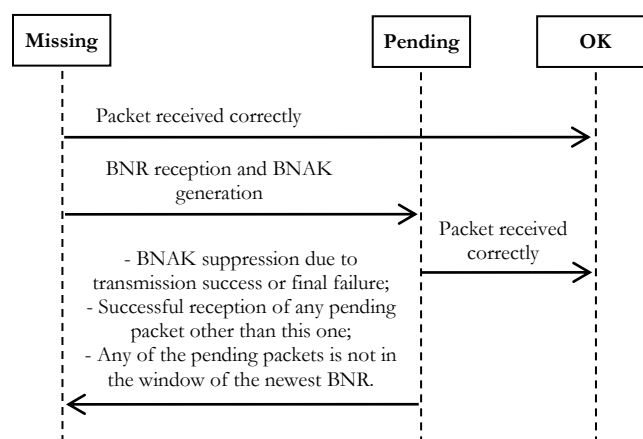 Missing
Pending
OK
Packet received correctly
BNR reception and BNAK
generation
Packet received
correctly
- BNAK suppression due to
transmission success or final failure;
- Successful reception of any pending
packet other than this one;
- Any of the pending packets is not in
the window of the newest BNR.